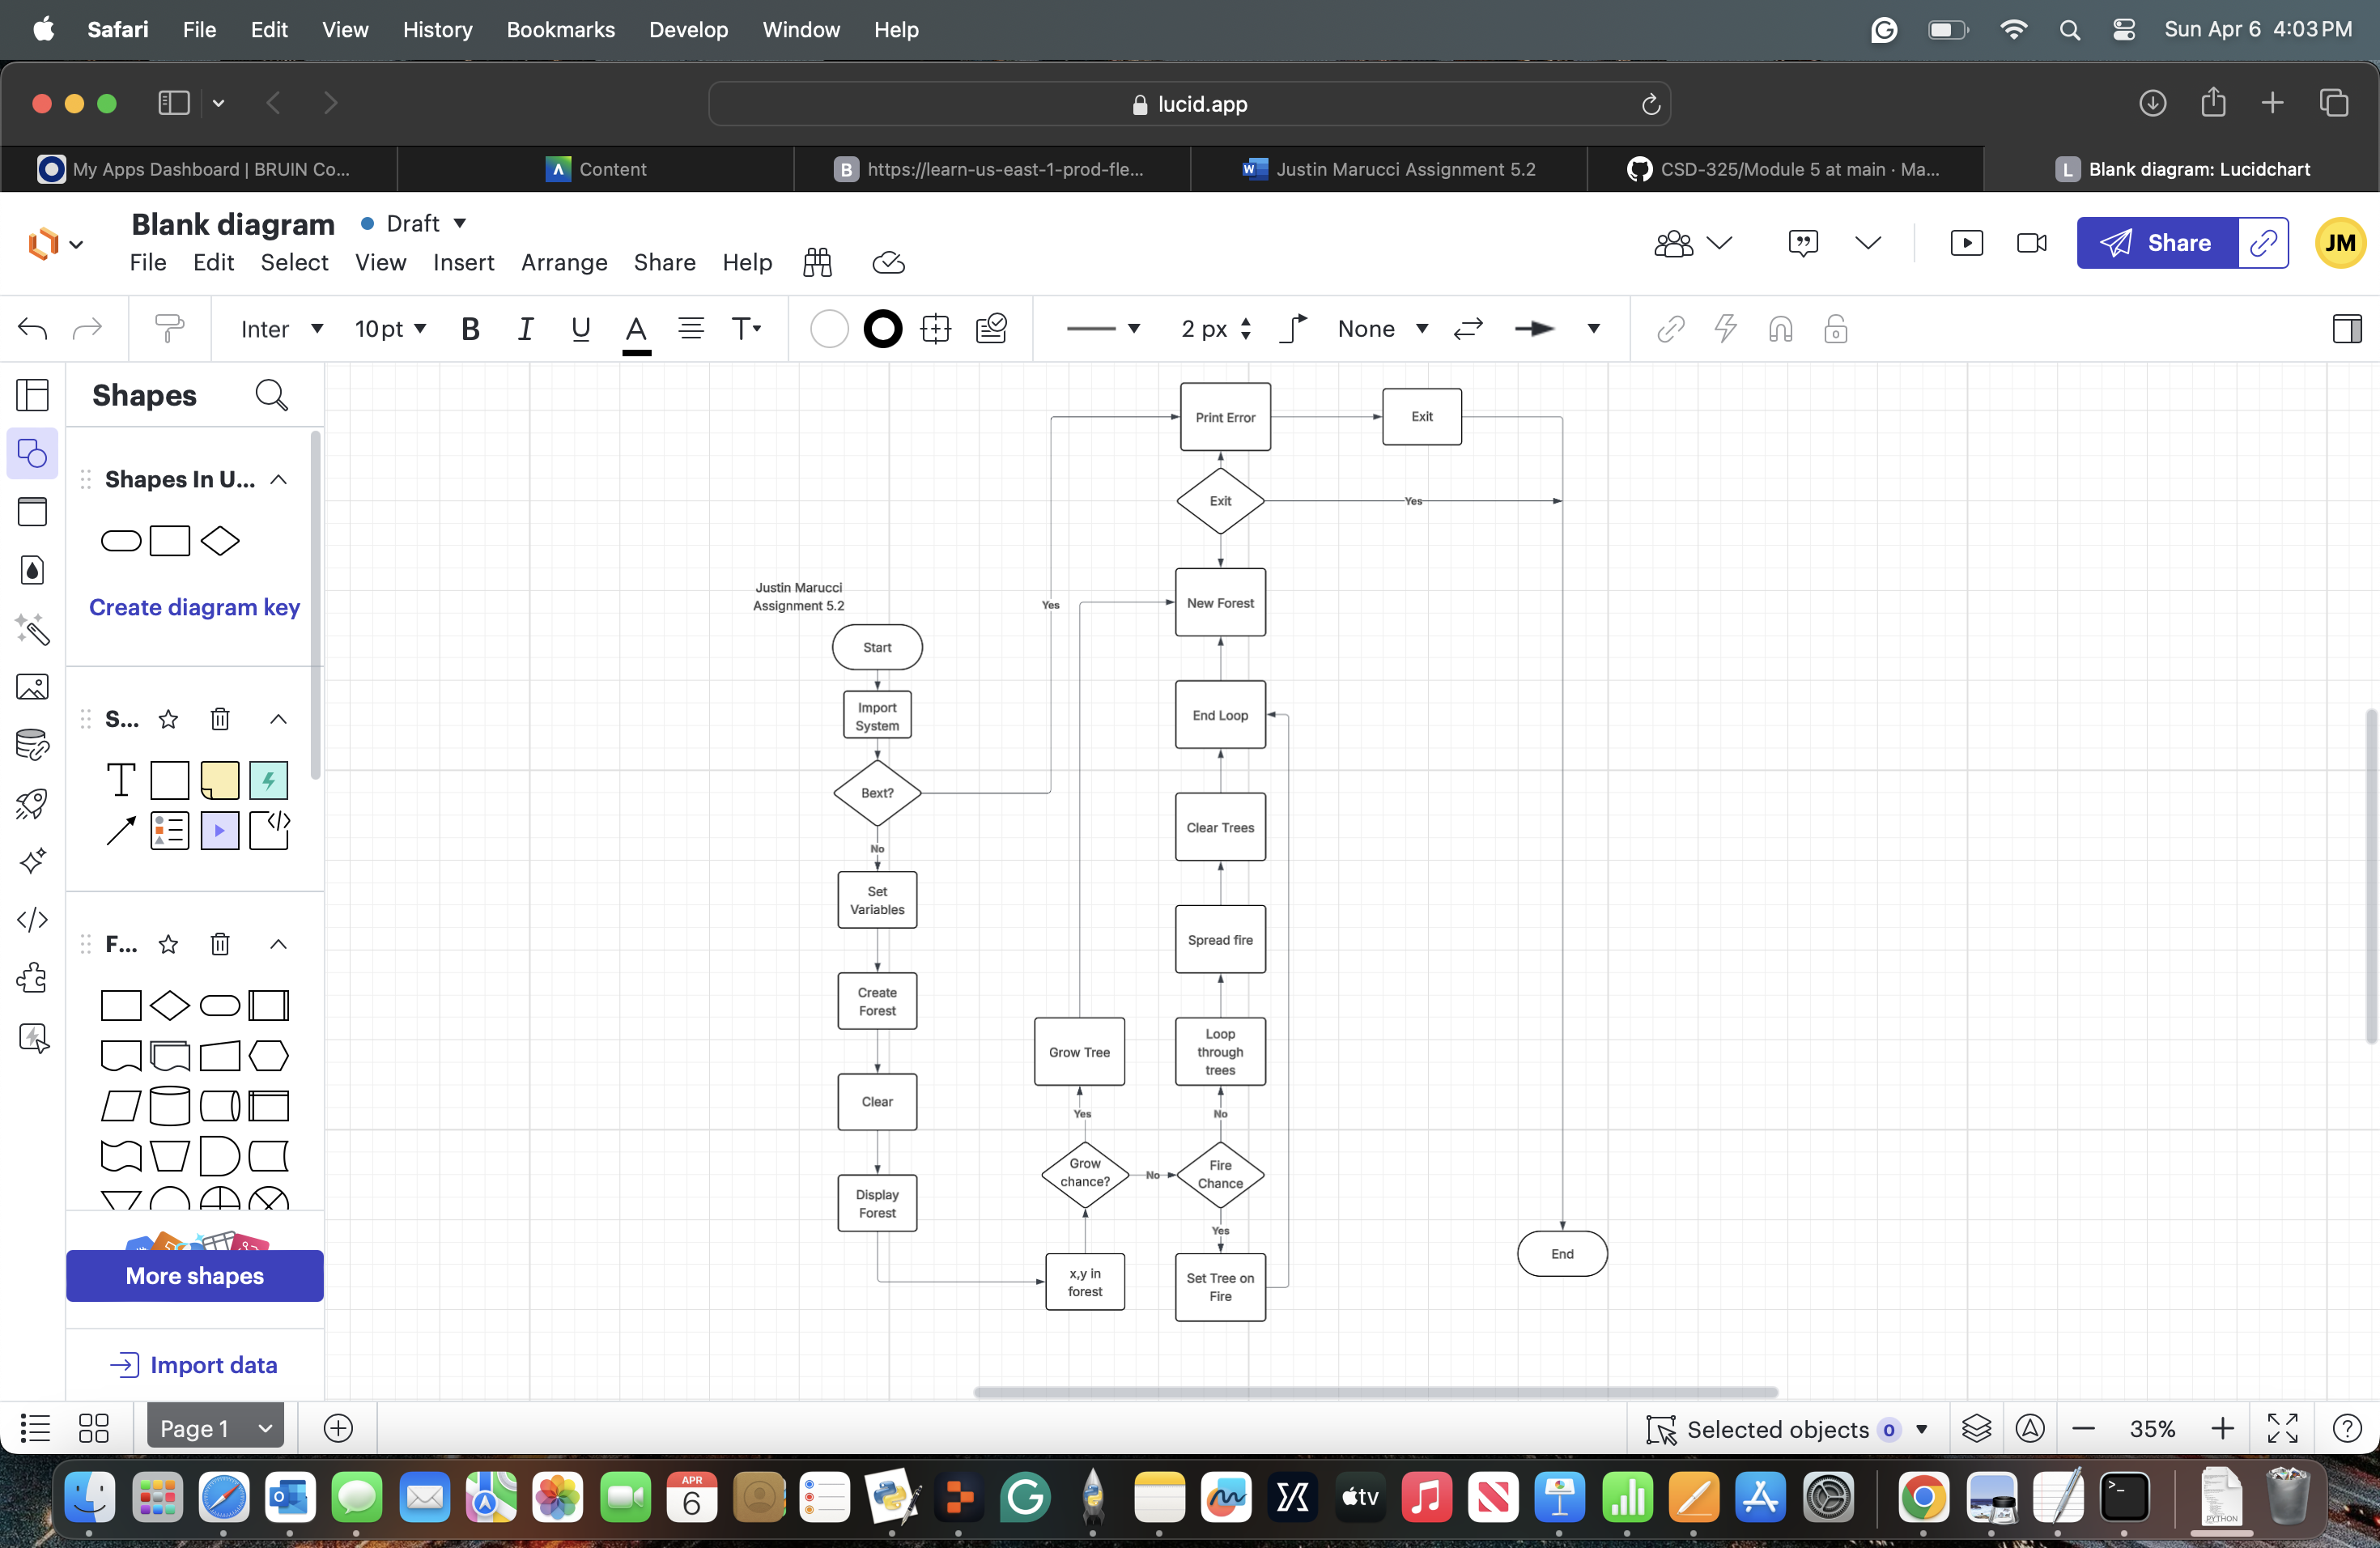 Safari File Edit View History Bookmarks Develop Window Help
Sun Apr 6 4:03 PM
lucid.app
My Apps Dashboard | BRUIN Co...
Content
B https://learn-us-east-1-prod-fle...
Justin Marucci Assignment 5.2
CSD-325/Module 5 at main · Ma...
L Blank diagram: Lucidchart
Blank diagram
Draft
File Edit Select View Insert Arrange Share Help
Share
JM
Inter 10 pt B I U A T
2 px
None
Shapes
Shapes In U...
Create diagram key
S...
T
F...
More shapes
Import data
Justin Marucci
Assignment 5.2
Start
Import
System
Bext?
Yes
No
Set
Variables
Create
Forest
Clear
Display
Forest
x,y in
forest
Grow
chance?
Yes
No
Grow Tree
Fire
Chance
Yes
No
Set Tree on
Fire
Loop
through
trees
Spread fire
Clear Trees
End Loop
New Forest
Exit
Yes
Print Error
Exit
End
Page 1
Selected objects 0
35%
APR
6
tv
PYTHON